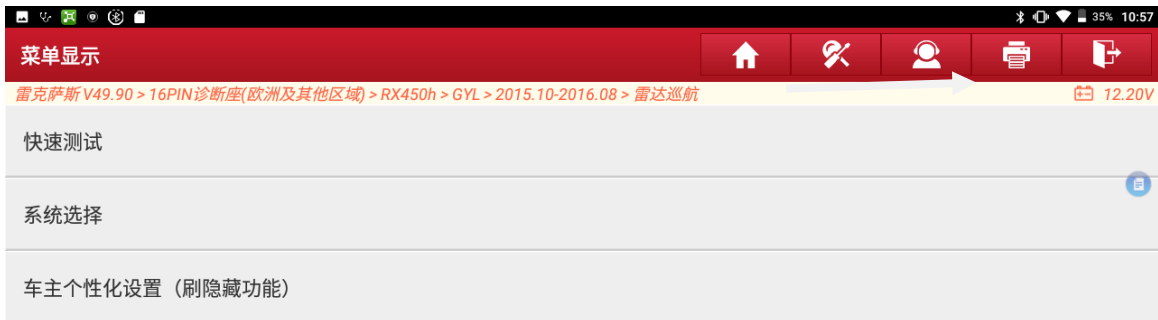 35% 10:57
菜单显示
雷克萨斯 V49.90 > 16PIN诊断座(欧洲及其他区域) > RX450h > GYL > 2015.10-2016.08 > 雷达巡航 12.20V
快速测试
系统选择
车主个性化设置（刷隐藏功能）